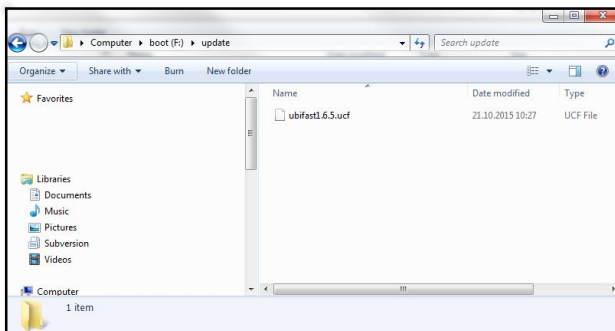 Computer ▸ boot (F:) ▸ update
Search update
Organize Share with Burn New folder
Favorites
Libraries
Documents
Music
Pictures
Subversion
Videos
Computer
Name Date modified Type
ubifast1.6.5.ucf 21.10.2015 10:27 UCF File
1 item